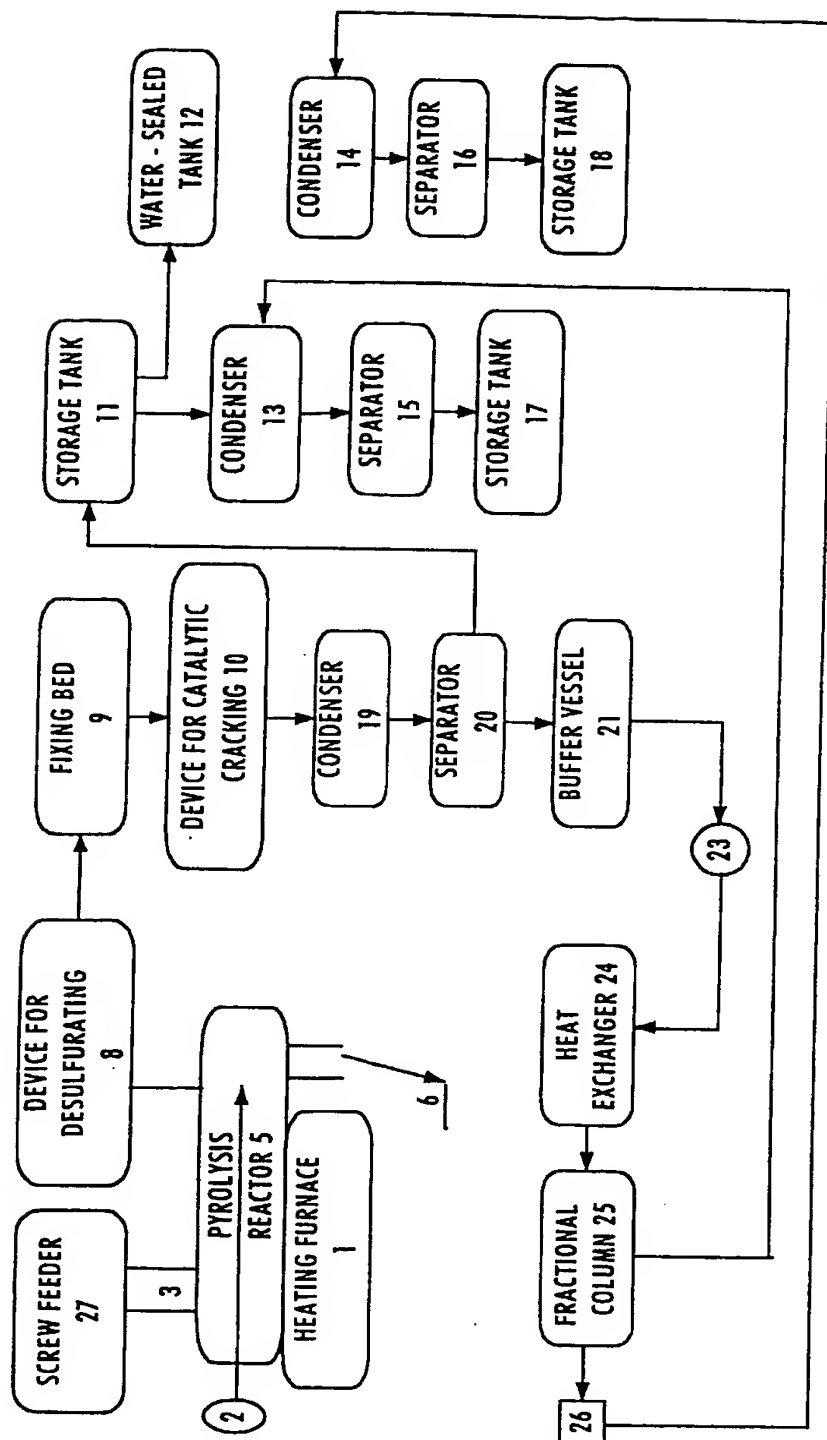 SCREW FEEDER
27
3
2
PYROLYSIS
REACTOR 5
HEATING FURNACE
1
6
DEVICE FOR
DESULFURATING
8
FIXING BED
9
DEVICE FOR CATALYTIC
CRACKING 10
CONDENSER
19
SEPARATOR
20
BUFFER VESSEL
21
23
HEAT
EXCHANGER 24
FRACTIONAL
COLUMN 25
26
STORAGE TANK
11
WATER - SEALED
TANK 12
CONDENSER
13
SEPARATOR
15
STORAGE TANK
17
CONDENSER
14
SEPARATOR
16
STORAGE TANK
18